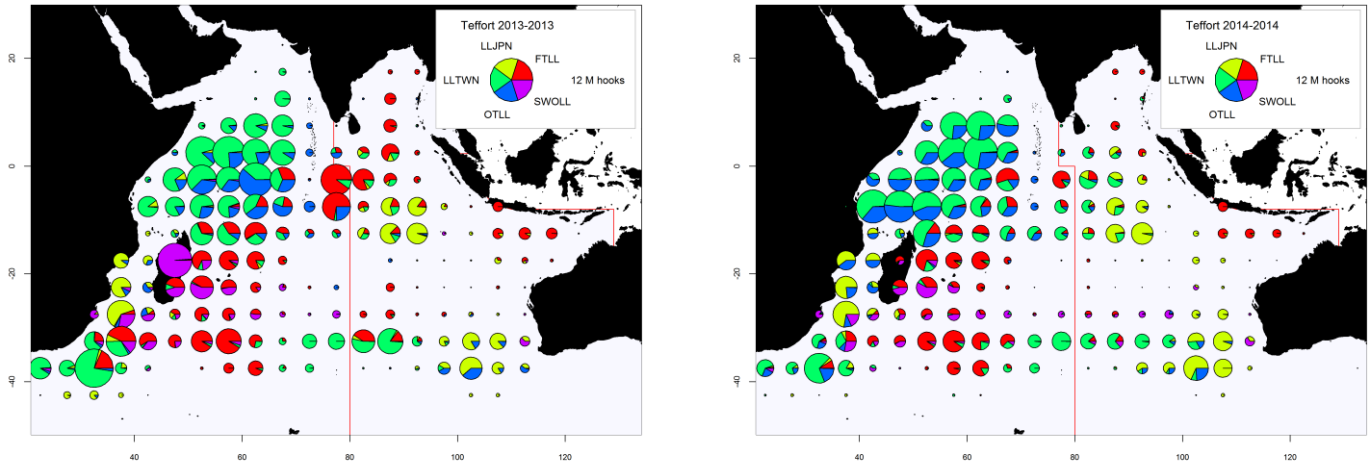 Teffort 2013-2013
LLJPN
FTLL
LLTWN
12 M hooks
SWOLL
OTLL
20
0
-20
-40
40
60
80
100
120
Teffort 2014-2014
LLJPN
FTLL
LLTWN
12 M hooks
SWOLL
OTLL
20
0
-20
-40
40
60
80
100
120